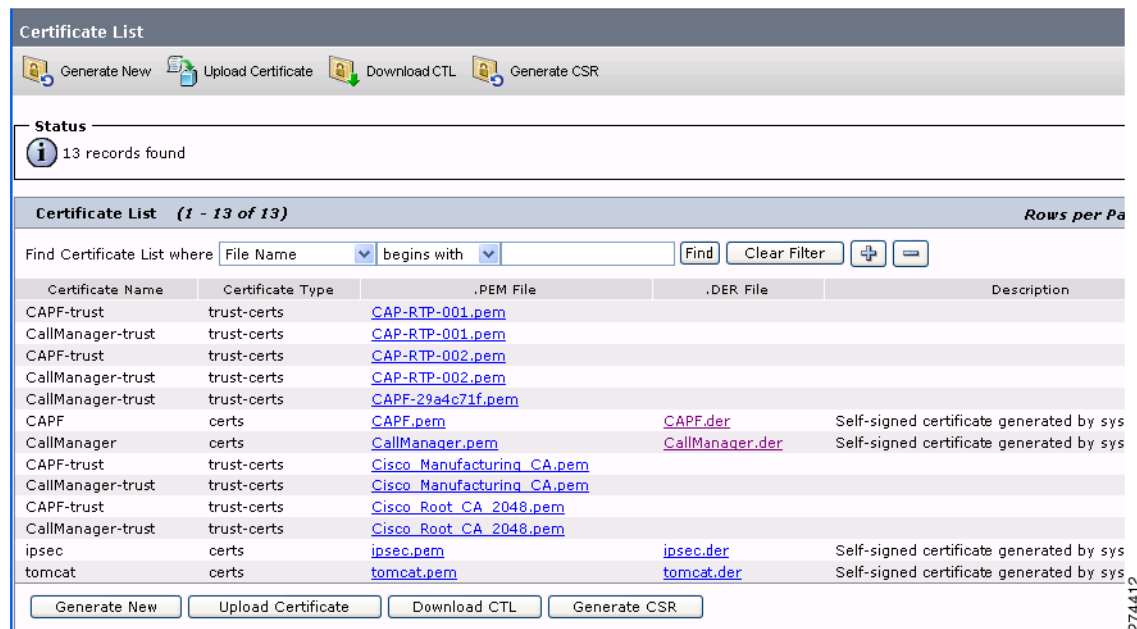 Certificate List
Generate New Upload Certificate Download CTL Generate CSR
Status
i 13 records found
Certificate List (1 - 13 of 13) Rows per Pa
Find Certificate List where File Name begins with Find Clear Filter + -
Certificate Name Certificate Type .PEM File .DER File Description
CAPF-trust trust-certs CAP-RTP-001.pem
CallManager-trust trust-certs CAP-RTP-001.pem
CAPF-trust trust-certs CAP-RTP-002.pem
CallManager-trust trust-certs CAP-RTP-002.pem
CallManager-trust trust-certs CAPF-29a4c71f.pem
CAPF certs CAPF.pem CAPF.der Self-signed certificate generated by sys
CallManager certs CallManager.pem CallManager.der Self-signed certificate generated by sys
CAPF-trust trust-certs Cisco_Manufacturing_CA.pem
CallManager-trust trust-certs Cisco_Manufacturing_CA.pem
CAPF-trust trust-certs Cisco_Root_CA_2048.pem
CallManager-trust trust-certs Cisco_Root_CA_2048.pem
ipsec certs ipsec.pem ipsec.der Self-signed certificate generated by sys
tomcat certs tomcat.pem tomcat.der Self-signed certificate generated by sys
Generate New Upload Certificate Download CTL Generate CSR
274412